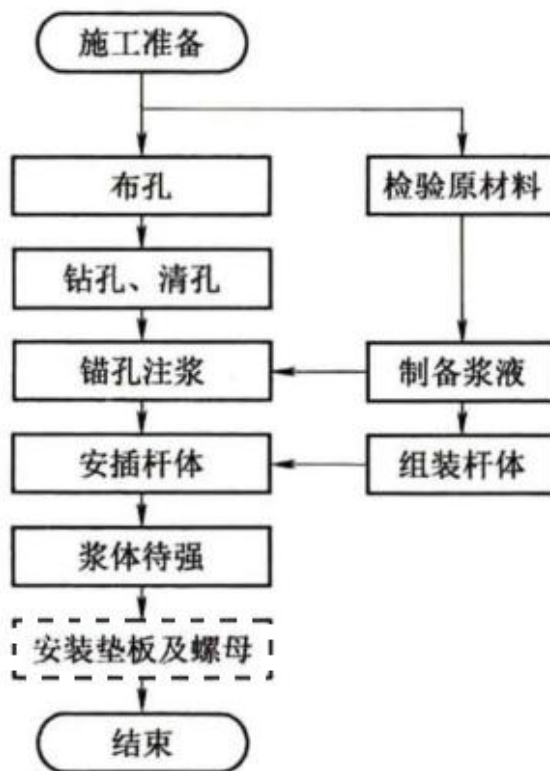 施工准备
布孔
检验原材料
钻孔、清孔
锚孔注浆
制备浆液
安插杆体
组装杆体
浆体待强
安装垫板及螺母
结束